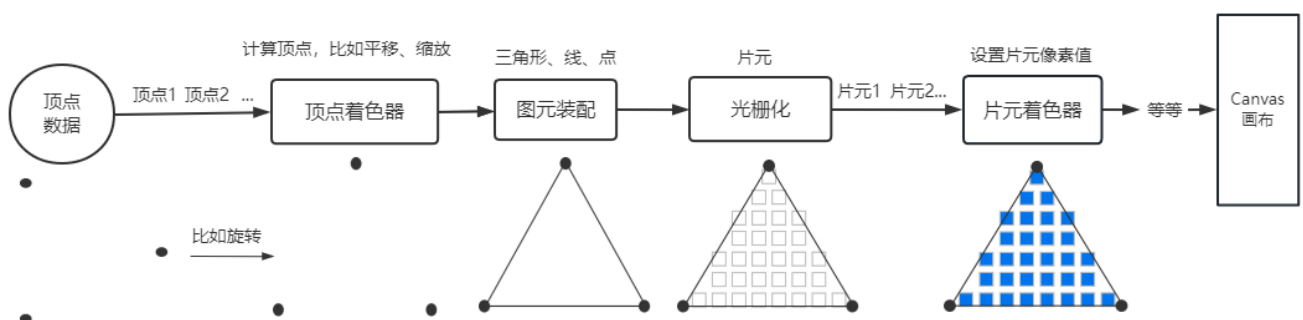 计算顶点，比如平移、缩放
三角形、线、点
片元
设置片元像素值
顶点
数据
顶点1 顶点2 ...
顶点着色器
图元装配
光栅化
片元1 片元2...
片元着色器
等等
Canvas
画布
比如旋转